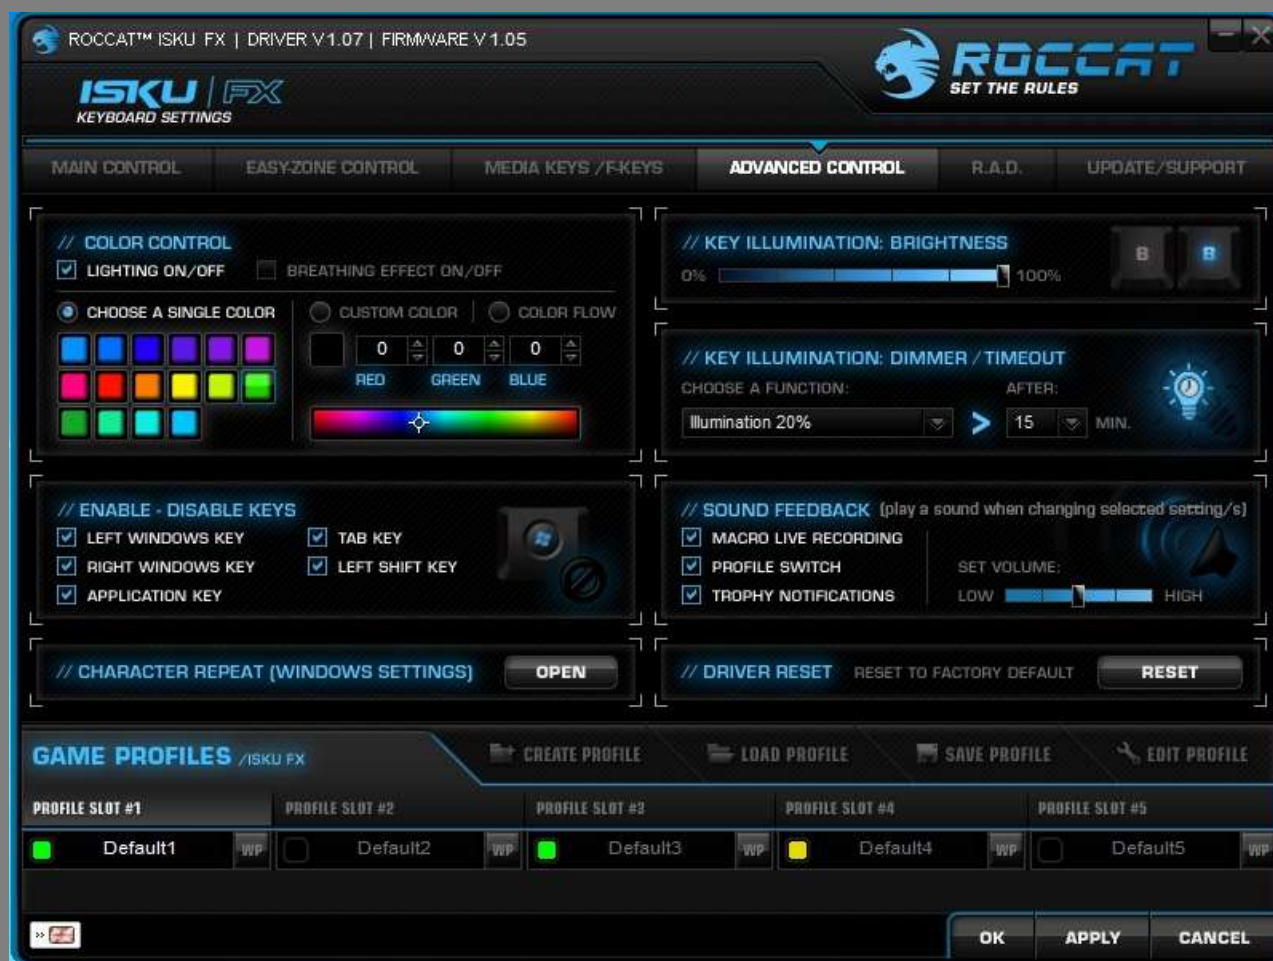 ROCCAT™ ISKU FX | DRIVER V1.07 | FIRMWARE V1.05
ROCCAT
SET THE RULES
ISKU | FX
KEYBOARD SETTINGS
MAIN CONTROL EASY-ZONE CONTROL MEDIA KEYS /F-KEYS ADVANCED CONTROL R.A.D. UPDATE/SUPPORT
// COLOR CONTROL
LIGHTING ON/OFF BREATHING EFFECT ON/OFF
CHOOSE A SINGLE COLOR CUSTOM COLOR COLOR FLOW
0 0 0
RED GREEN BLUE
// KEY ILLUMINATION: BRIGHTNESS
0% 100%
B B
// KEY ILLUMINATION: DIMMER / TIMEOUT
CHOOSE A FUNCTION: AFTER:
Illumination 20% > 15 MIN.
// ENABLE - DISABLE KEYS
LEFT WINDOWS KEY TAB KEY
RIGHT WINDOWS KEY LEFT SHIFT KEY
APPLICATION KEY
// SOUND FEEDBACK (play a sound when changing selected setting/s)
MACRO LIVE RECORDING
PROFILE SWITCH SET VOLUME:
TROPHY NOTIFICATIONS LOW HIGH
// CHARACTER REPEAT (WINDOWS SETTINGS) OPEN
// DRIVER RESET RESET TO FACTORY DEFAULT RESET
GAME PROFILES /ISKU FX CREATE PROFILE LOAD PROFILE SAVE PROFILE EDIT PROFILE
PROFILE SLOT #1 PROFILE SLOT #2 PROFILE SLOT #3 PROFILE SLOT #4 PROFILE SLOT #5
Default1 WP Default2 WP Default3 WP Default4 WP Default5 WP
»
OK APPLY CANCEL